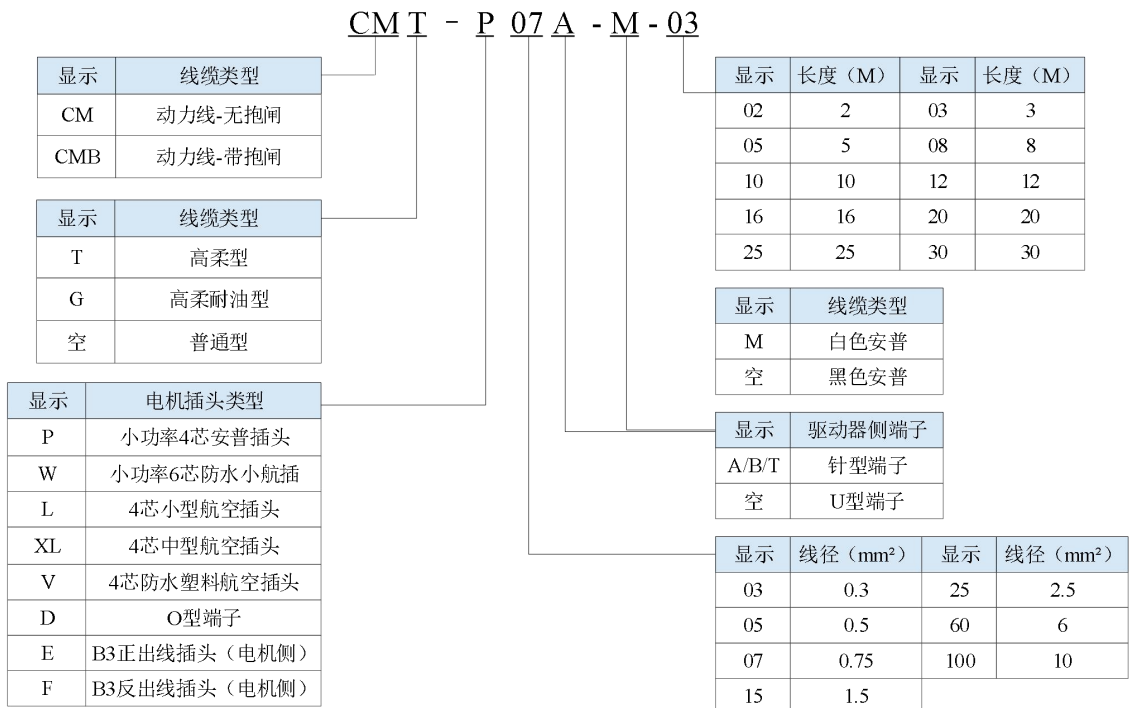 CMT - P07A - M - 03
显示 线缆类型
CM 动力线-无抱闸
CMB 动力线-带抱闸
显示 线缆类型
T 高柔型
G 高柔耐油型
空 普通型
显示 电机插头类型
P 小功率4芯安普插头
W 小功率6芯防水小航插
L 4芯小型航空插头
XL 4芯中型航空插头
V 4芯防水塑料航空插头
D O型端子
E B3正出线插头（电机侧）
F B3反出线插头（电机侧）
显示 长度（M） 显示 长度（M）
02 2 03 3
05 5 08 8
10 10 12 12
16 16 20 20
25 25 30 30
显示 线缆类型
M 白色安普
空 黑色安普
显示 驱动器侧端子
A/B/T 针型端子
空 U型端子
显示 线径（mm²） 显示 线径（mm²）
03 0.3 25 2.5
05 0.5 60 6
07 0.75 100 10
15 1.5